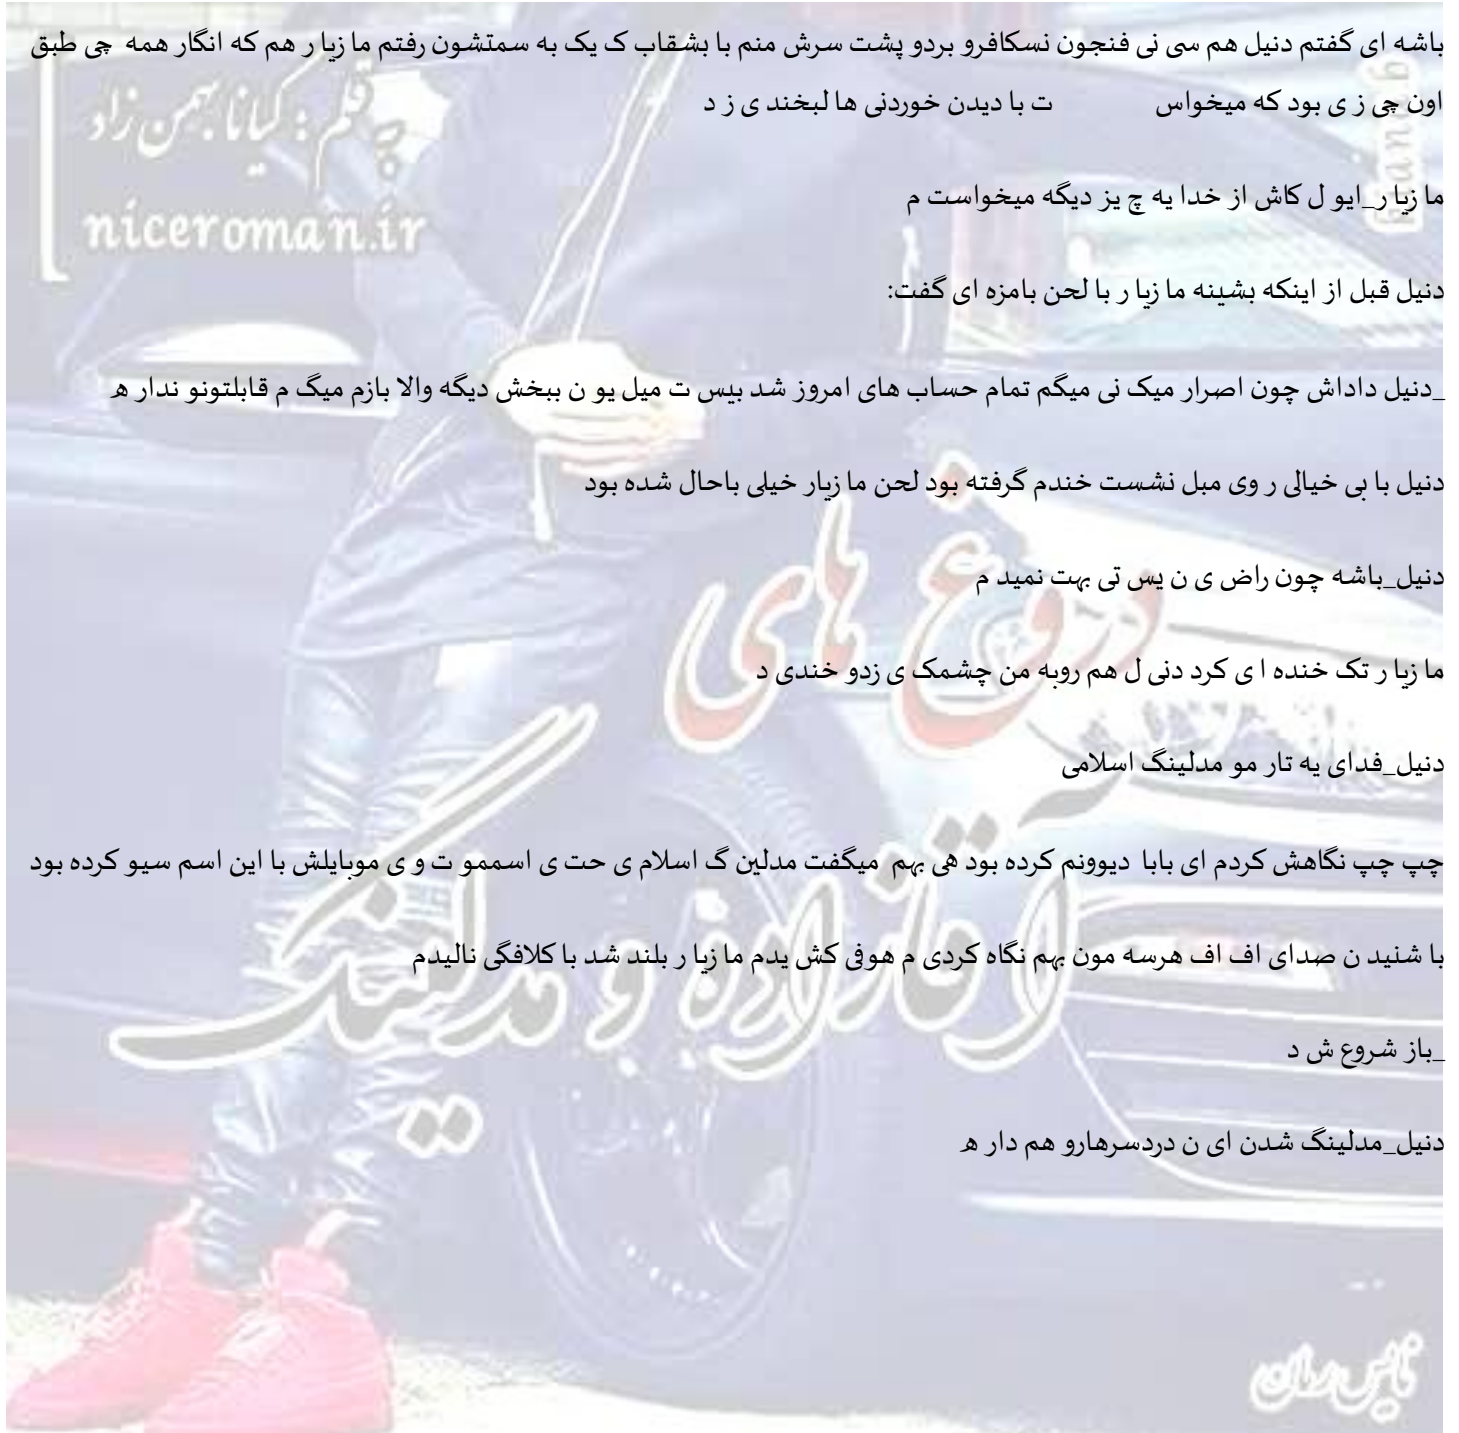 باشه ای گفتم دنیل هم سی نی فنجون نسکافرو بردو پشت سرش منم با بشقاب ک یک به سمتشون رفتم ما زیا ر هم که انگار همه چی طبق
اون چی ز ی بود که میخواس ت با دیدن خوردنی ها لبخند ی ز د
به قلم : کیانا بهمن زاد
niceroman.ir
ما زیا ر_ایو ل کاش از خدا یه چ یز دیگه میخواست م
دنیل قبل از اینکه بشینه ما زیا ر با لحن بامزه ای گفت:
_دنیل داداش چون اصرار میک نی میگم تمام حساب های امروز شد بیس ت میل یو ن ببخش دیگه والا بازم میگ م قابلتونو ندار ه
دنیل با بی خیالی ر وی مبل نشست خندم گرفته بود لحن ما زیار خیلی باحال شده بود
دنیل_باشه چون راض ی ن یس تی بهت نمید م
ما زیا ر تک خنده ا ی کرد دنی ل هم روبه من چشمک ی زدو خندی د
دروغ های
دنیل_فدای یه تار مو مدلینگ اسلامی
چپ چپ نگاهش کردم ای بابا دیوونم کرده بود هی بهم میگفت مدلین گ اسلام ی حت ی اسممو ت و ی موبایلش با این اسم سیو کرده بود
آقازاده و مدلینگ
با شنید ن صدای اف اف هرسه مون بهم نگاه کردی م هوفی کش یدم ما زیا ر بلند شد با کلافگی نالیدم
_باز شروع ش د
دنیل_مدلینگ شدن ای ن دردسرهارو هم دار ه
نایس رمان